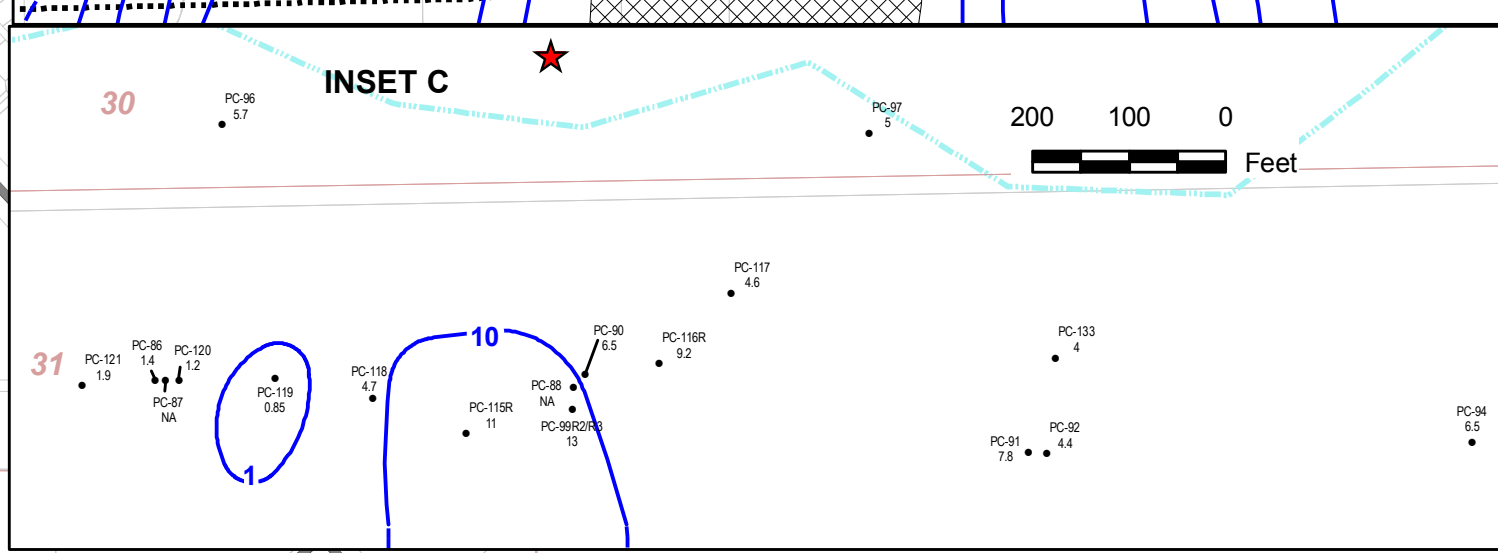 INSET C
30
PC-96
5.7
PC-97
5
200 100 0
Feet
PC-117
4.6
PC-90
6.5
PC-116R
9.2
PC-133
4
10
31
PC-121
1.9
PC-86
1.4
PC-120
1.2
PC-87
NA
PC-119
0.85
PC-118
4.7
PC-88
NA
PC-115R
11
PC-99R2/R3
13
PC-91
7.8
PC-92
4.4
PC-94
6.5
1